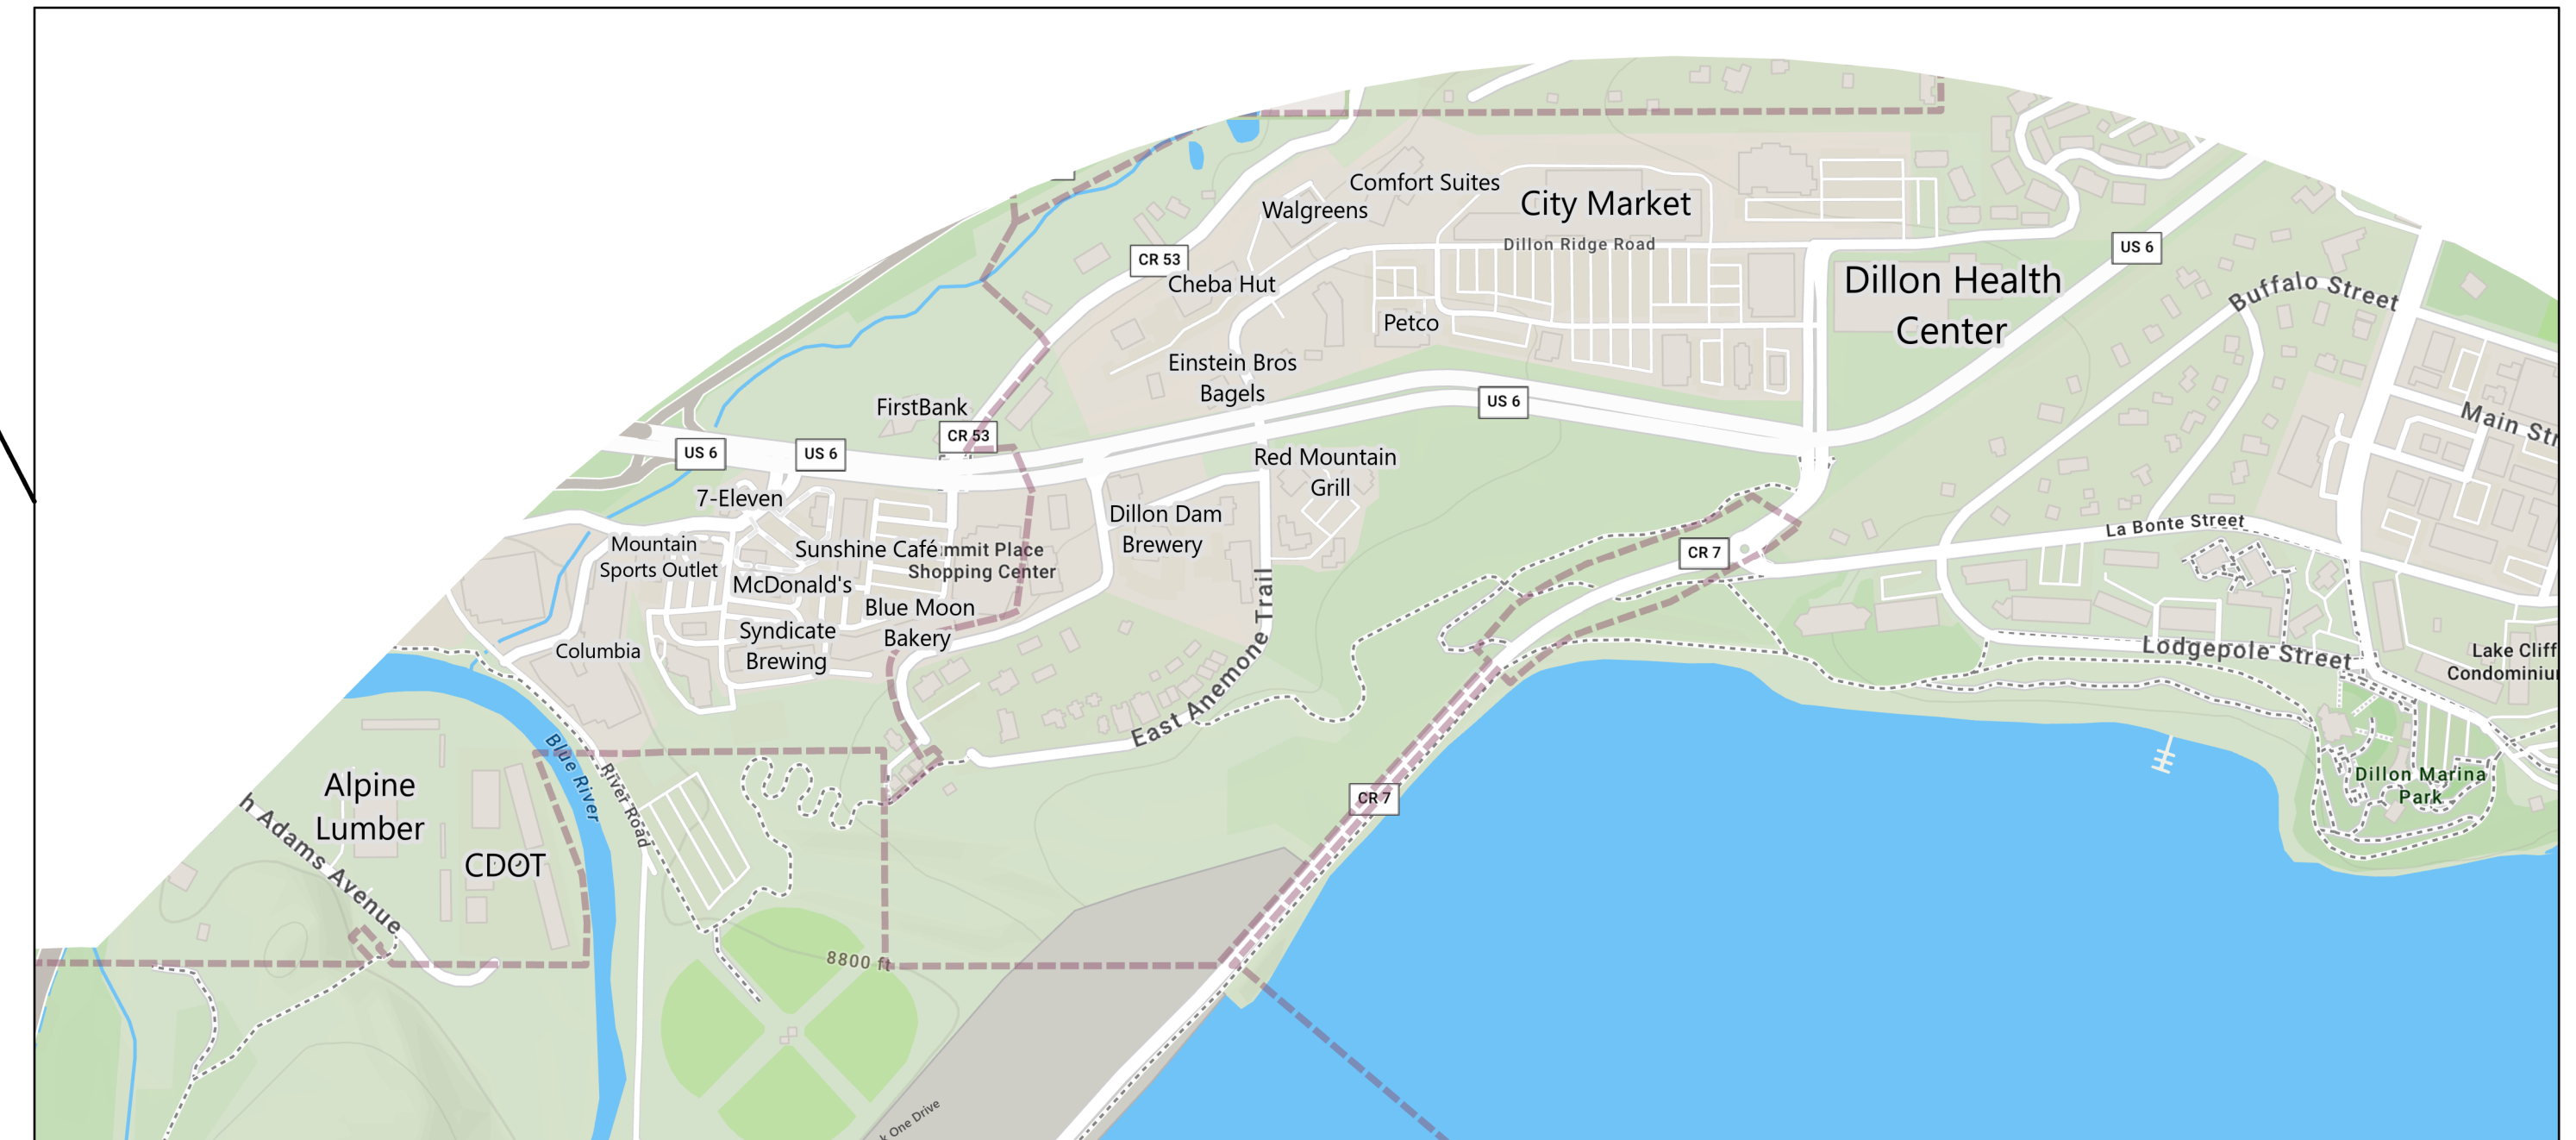 Comfort Suites
City Market
Walgreens
Dillon Ridge Road
US 6
CR 53
Dillon Health
Center
Cheba Hut
Buffalo Street
Petco
Einstein Bros
Bagels
FirstBank
US 6
Main Str
CR 53
US 6
US 6
Red Mountain
Grill
7-Eleven
Dillon Dam
Brewery
La Bonte Street
Mountain
Sports Outlet
Sunshine Café
mmit Place
Shopping Center
CR 7
McDonald's
Blue Moon
Bakery
Syndicate
Brewing
Columbia
East Anemone Trail
Lodgepole Street
Lake Cliff
Condominiu
Blue River
River Road
Alpine
Lumber
Dillon Marina
Park
CR 7
h Adams Avenue
CDOT
8800 ft
k One Drive